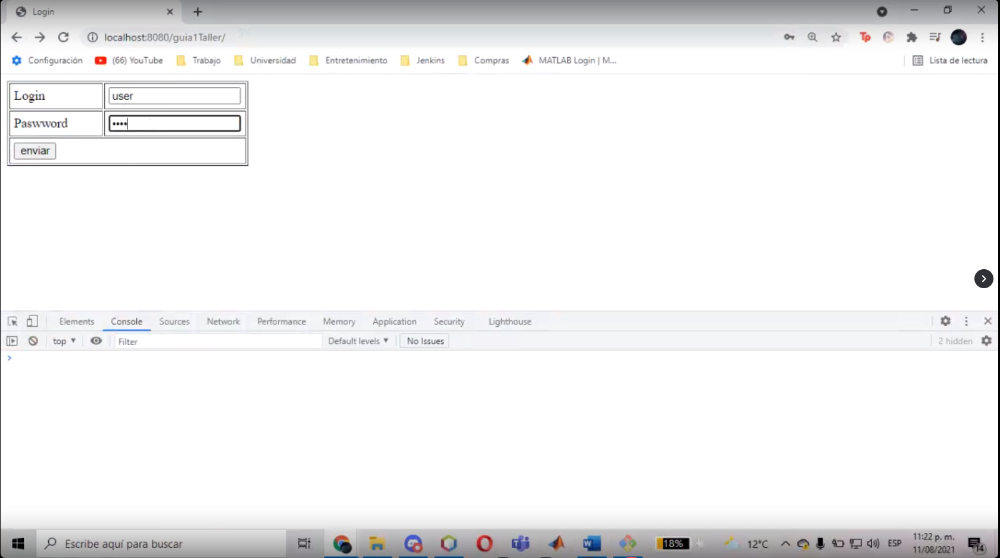 Login
localhost:8080/guia1Taller/
Tp
Configuración (66) YouTube Trabajo Universidad Entretenimiento Jenkins Compras MATLAB Login | M... Lista de lectura
Login user
Paswword ••••
enviar
Elements Console Sources Network Performance Memory Application Security Lighthouse
top Filter Default levels No Issues 2 hidden
Escribe aquí para buscar 18% 12°C ESP 11:22 p. m.
11/08/2021 14